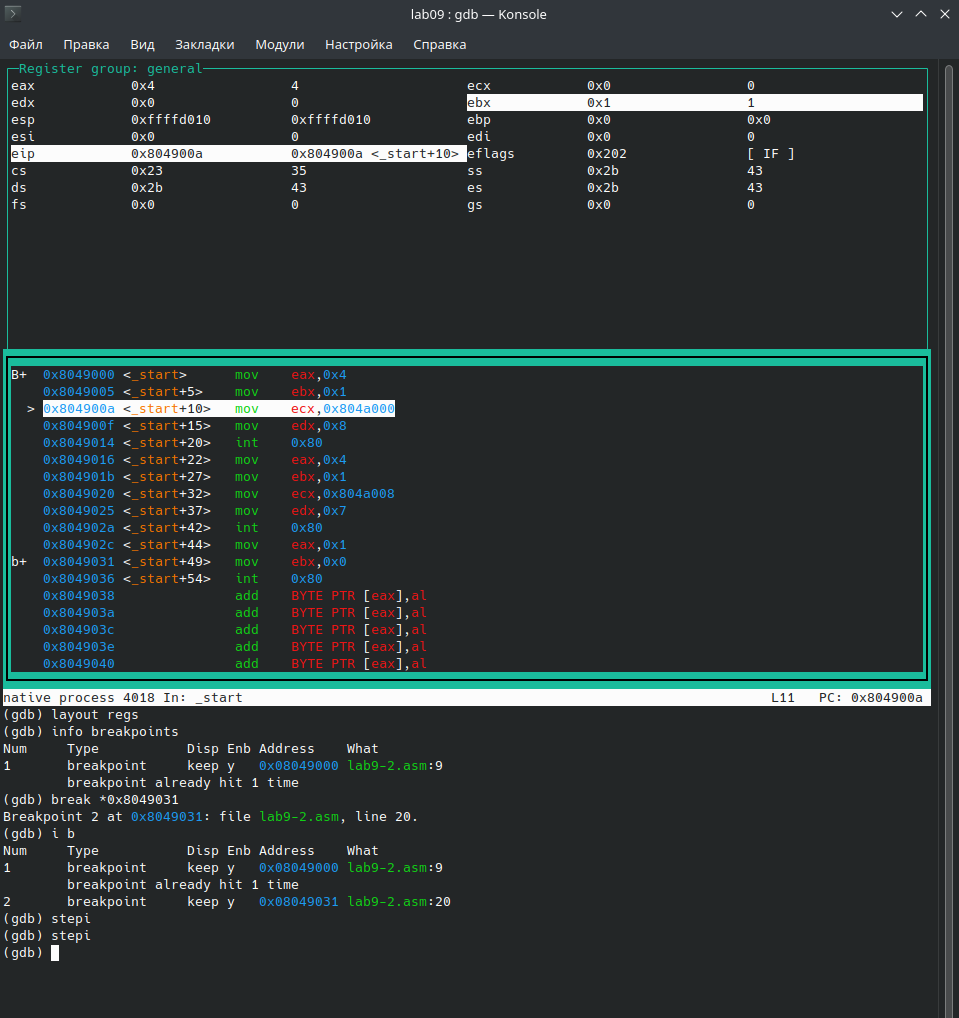 lab09 : gdb — Konsole
Файл Правка Вид Закладки Модули Настройка Справка
Register group: general
eax 0x4 4 ecx 0x0 0
edx 0x0 0 ebx 0x1 1
esp 0xffffd010 0xffffd010 ebp 0x0 0x0
esi 0x0 0 edi 0x0 0
eip 0x804900a 0x804900a <_start+10> eflags 0x202 [ IF ]
cs 0x23 35 ss 0x2b 43
ds 0x2b 43 es 0x2b 43
fs 0x0 0 gs 0x0 0
B+ 0x8049000 <_start> mov eax,0x4
0x8049005 <_start+5> mov ebx,0x1
> 0x804900a <_start+10> mov ecx,0x804a000
0x804900f <_start+15> mov edx,0x8
0x8049014 <_start+20> int 0x80
0x8049016 <_start+22> mov eax,0x4
0x804901b <_start+27> mov ebx,0x1
0x8049020 <_start+32> mov ecx,0x804a008
0x8049025 <_start+37> mov edx,0x7
0x804902a <_start+42> int 0x80
0x804902c <_start+44> mov eax,0x1
b+ 0x8049031 <_start+49> mov ebx,0x0
0x8049036 <_start+54> int 0x80
0x8049038 add BYTE PTR [eax],al
0x804903a add BYTE PTR [eax],al
0x804903c add BYTE PTR [eax],al
0x804903e add BYTE PTR [eax],al
0x8049040 add BYTE PTR [eax],al
native process 4018 In: _start L11 PC: 0x804900a
(gdb) layout regs
(gdb) info breakpoints
Num Type Disp Enb Address What
1 breakpoint keep y 0x08049000 lab9-2.asm:9
breakpoint already hit 1 time
(gdb) break *0x8049031
Breakpoint 2 at 0x8049031: file lab9-2.asm, line 20.
(gdb) i b
Num Type Disp Enb Address What
1 breakpoint keep y 0x08049000 lab9-2.asm:9
breakpoint already hit 1 time
2 breakpoint keep y 0x08049031 lab9-2.asm:20
(gdb) stepi
(gdb) stepi
(gdb)